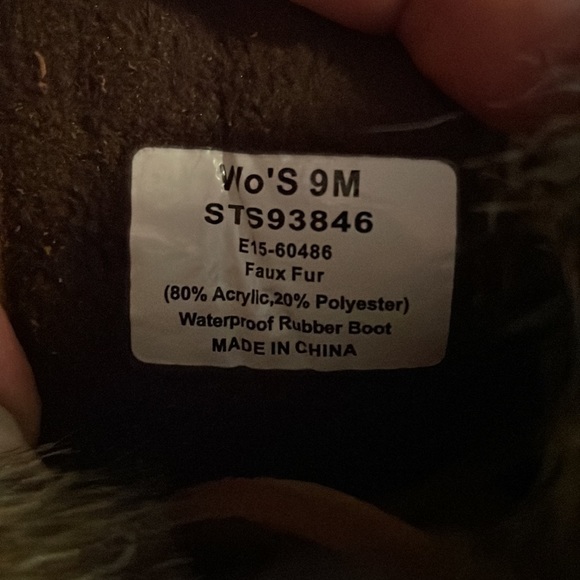 Wo'S 9M
STS93846
E15-60486
Faux Fur
(80% Acrylic,20% Polyester)
Waterproof Rubber Boot
MADE IN CHINA